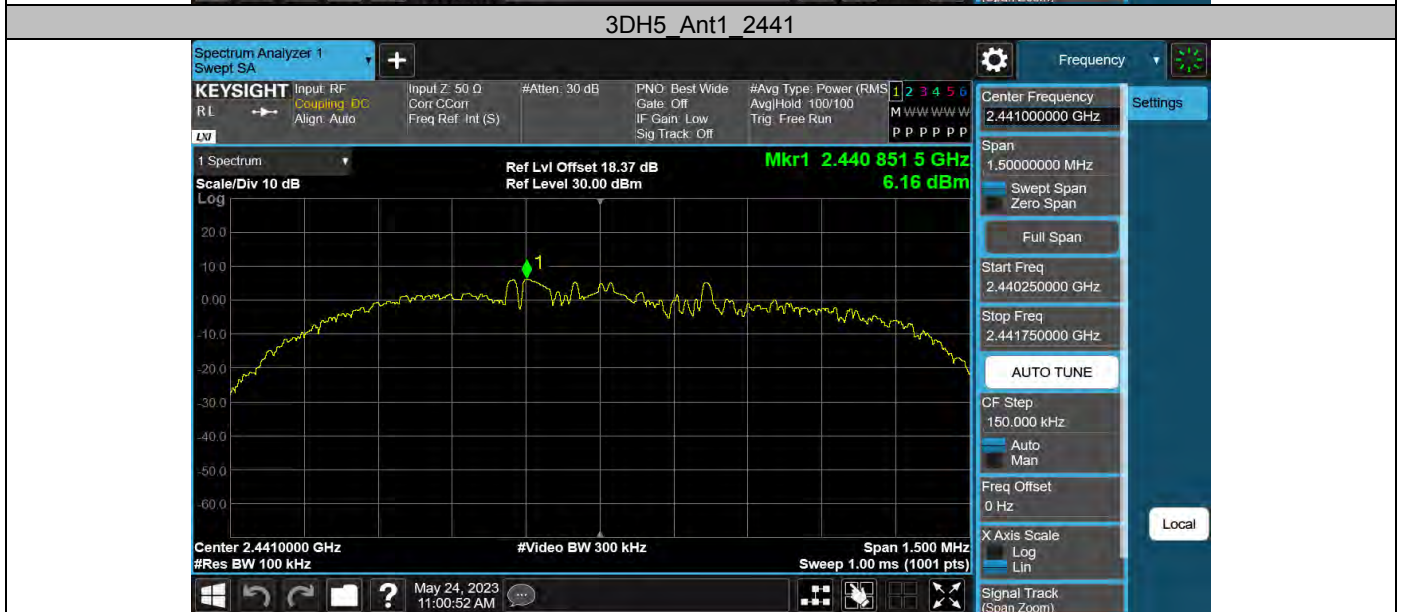 3DH5_Ant1_2441
Spectrum Analyzer 1
Swept SA
+
Frequency
KEYSIGHT
RL
LXI
Input: RF
Coupling: DC
Align: Auto
Input Z: 50 Ω
Corr CCorr
Freq Ref: Int (S)
#Atten: 30 dB
PNO: Best Wide
Gate: Off
IF Gain: Low
Sig Track: Off
#Avg Type: Power (RMS
Avg|Hold: 100/100
Trig: Free Run
1 2 3 4 5 6
M W W W W W
P P P P P P
1 Spectrum
Scale/Div 10 dB
Ref Lvl Offset 18.37 dB
Ref Level 30.00 dBm
Mkr1 2.440 851 5 GHz
6.16 dBm
Log
20.0
10.0
0.00
-10.0
-20.0
-30.0
-40.0
-50.0
-60.0
1
Center 2.4410000 GHz
#Res BW 100 kHz
#Video BW 300 kHz
Span 1.500 MHz
Sweep 1.00 ms (1001 pts)
?
May 24, 2023
11:00:52 AM
Center Frequency
2.441000000 GHz
Settings
Span
1.50000000 MHz
Swept Span
Zero Span
Full Span
Start Freq
2.440250000 GHz
Stop Freq
2.441750000 GHz
AUTO TUNE
CF Step
150.000 kHz
Auto
Man
Freq Offset
0 Hz
X Axis Scale
Log
Lin
Local
Signal Track
(Span Zoom)